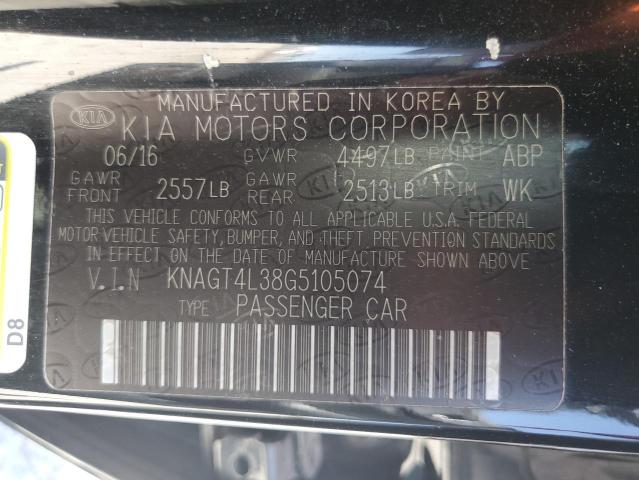 MANUFACTURED IN KOREA BY
KIA KIA MOTORS CORPORATION
06/16 GVWR 4497LB PAINT ABP
GAWR FRONT 2557LB GAWR REAR 2513LB TRIM WK
THIS VEHICLE CONFORMS TO ALL APPLICABLE U.S.A. FEDERAL
MOTOR-VEHICLE SAFETY, BUMPER, AND THEFT PREVENTION STANDARDS
IN EFFECT ON THE DATE OF MANUFACTURE SHOWN ABOVE.
V.I.N KNAGT4L38G5105074
TYPE PASSENGER CAR
D8